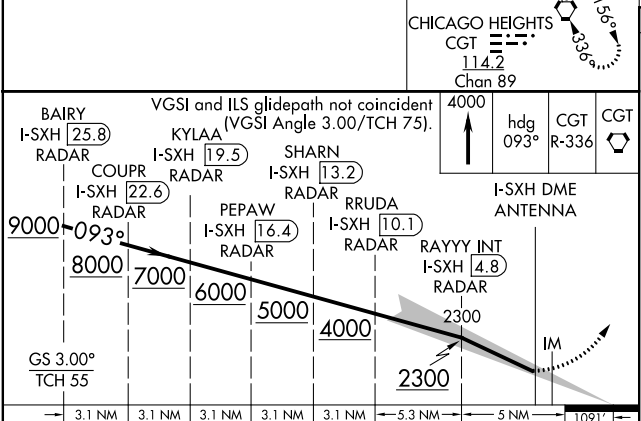 CHICAGO HEIGHTS
CGT
114.2
Chan 89
156°
336°
VGSI and ILS glidepath not coincident
(VGSI Angle 3.00/TCH 75).
4000
hdg
093°
CGT
R-336
CGT
BAIRY
I-SXH 25.8
RADAR
COUPR
I-SXH 22.6
RADAR
KYLAA
I-SXH 19.5
RADAR
PEPAW
I-SXH 16.4
RADAR
SHARN
I-SXH 13.2
RADAR
RRUDA
I-SXH 10.1
RADAR
RAYYY INT
I-SXH 4.8
RADAR
I-SXH DME
ANTENNA
9000
093°
8000
7000
6000
5000
4000
2300
2300
IM
GS 3.00°
TCH 55
3.1 NM
3.1 NM
3.1 NM
3.1 NM
3.1 NM
5.3 NM
5 NM
1091'